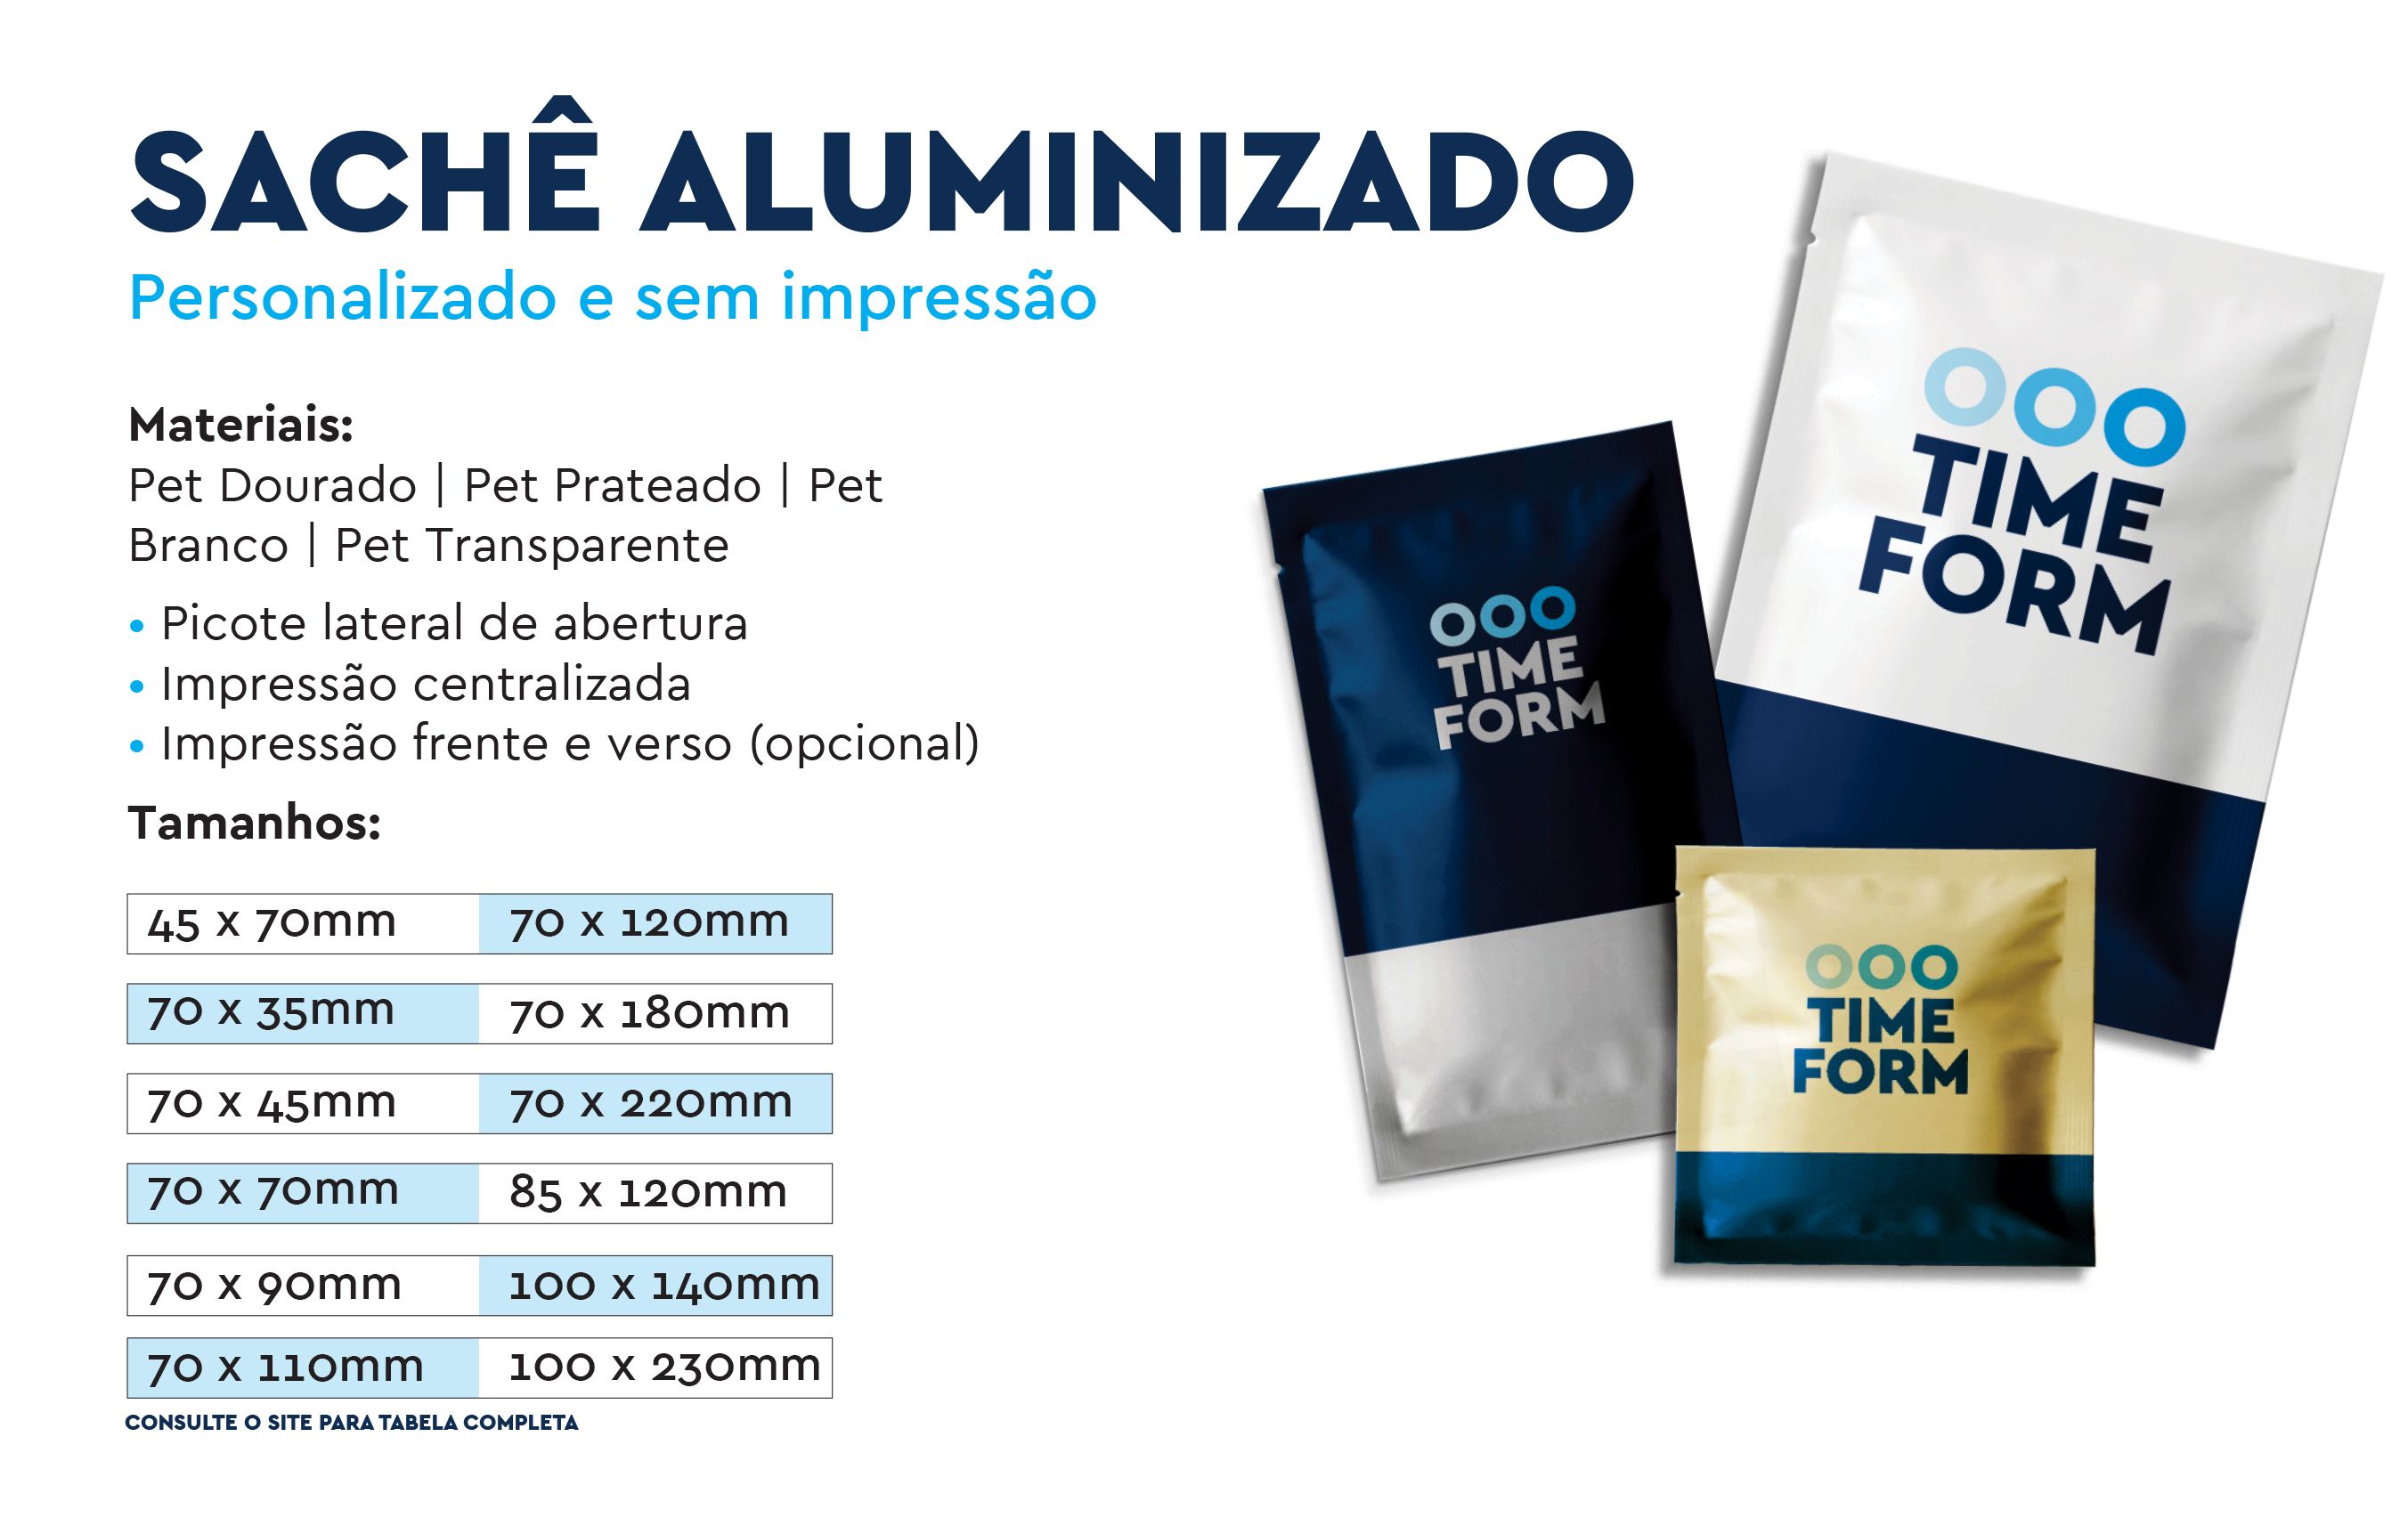 SACHÊ ALUMINIZADO
Personalizado e sem impressão
Materiais:
Pet Dourado | Pet Prateado | Pet
Branco | Pet Transparente
• Picote lateral de abertura
• Impressão centralizada
• Impressão frente e verso (opcional)
Tamanhos:
45 x 70mm 70 x 120mm
70 x 35mm 70 x 180mm
70 x 45mm 70 x 220mm
70 x 70mm 85 x 120mm
70 x 90mm 100 x 140mm
70 x 110mm 100 x 230mm
CONSULTE O SITE PARA TABELA COMPLETA
TIME
FORM
TIME
FORM
TIME
FORM